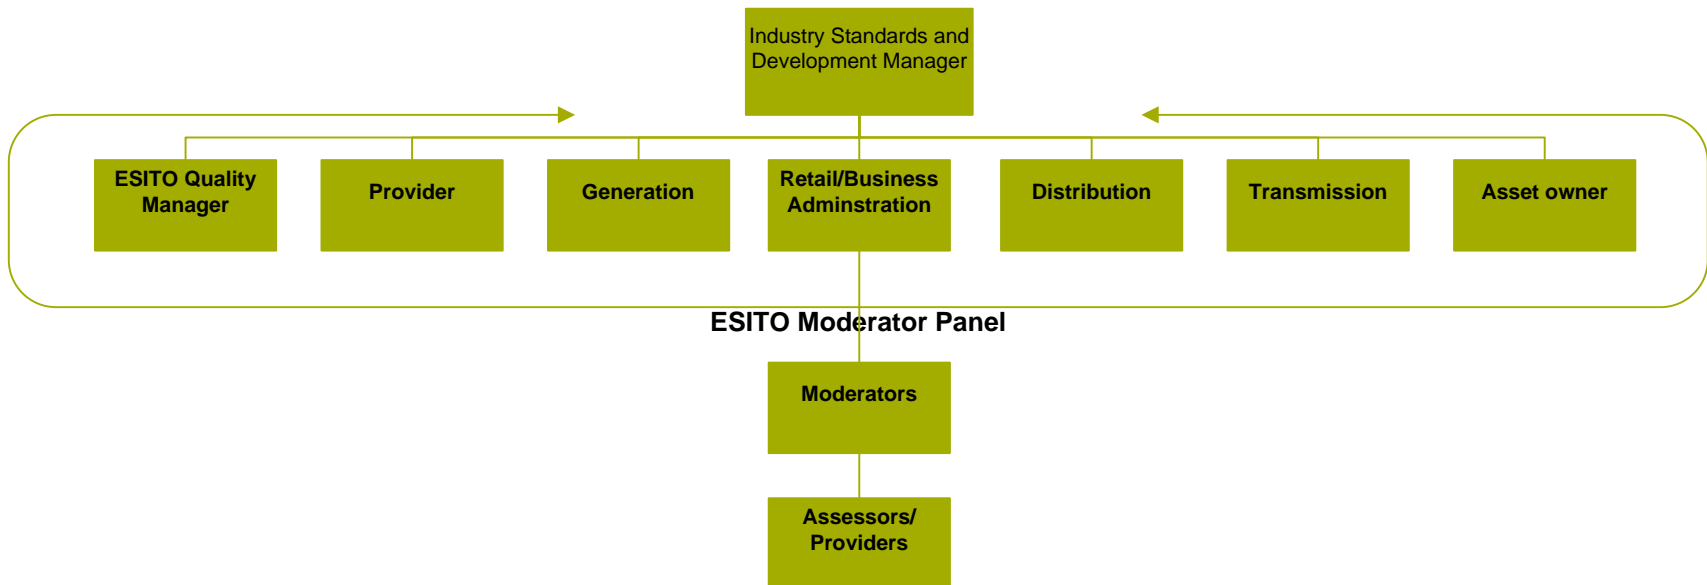 Industry Standards and
Development Manager
ESITO Quality
Manager
Provider
Generation
Retail/Business
Adminstration
Distribution
Transmission
Asset owner
ESITO Moderator Panel
Moderators
Assessors/
Providers